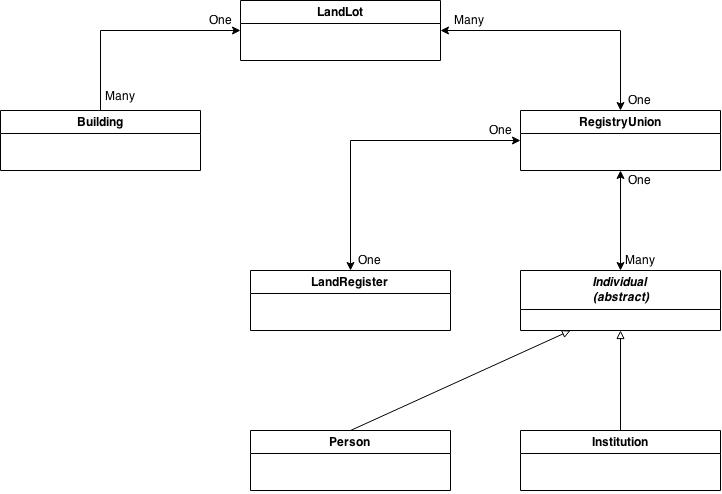 LandLot
One
Many
Many
One
Building
RegistryUnion
One
One
One
Many
LandRegister
Individual
(abstract)
Person
Institution